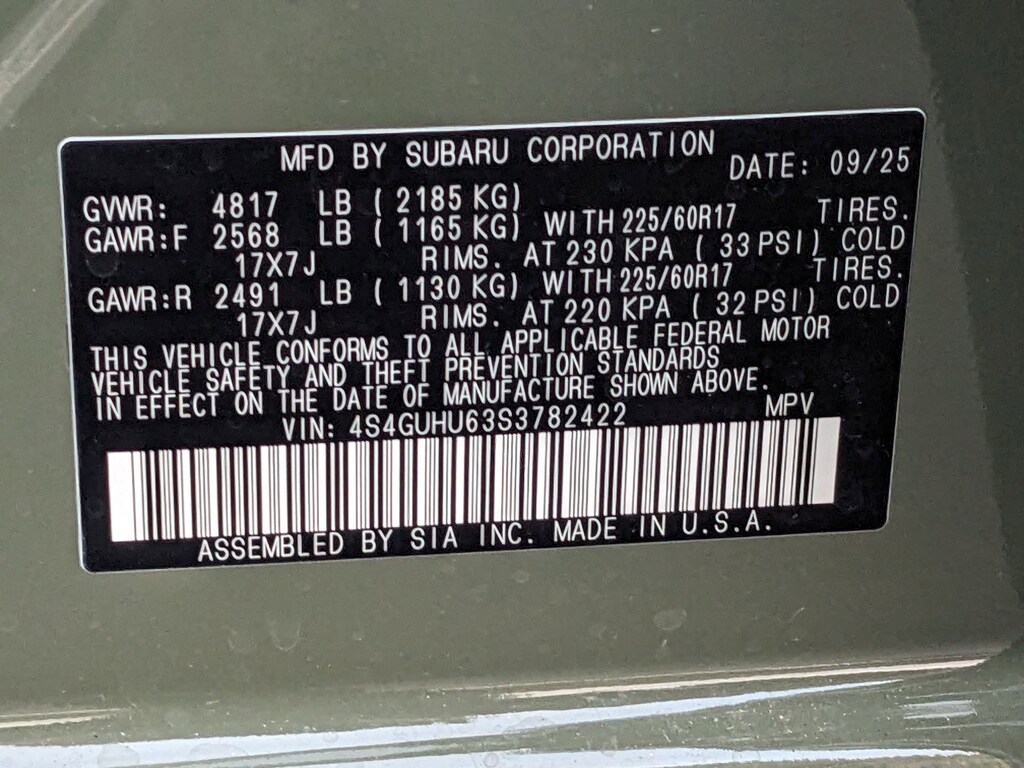 MFD BY SUBARU CORPORATION DATE: 09/25
GVWR: 4817 LB ( 2185 KG)
GAWR:F 2568 LB ( 1165 KG) WITH 225/60R17 TIRES.
17X7J RIMS. AT 230 KPA ( 33 PSI) COLD
GAWR:R 2491 LB ( 1130 KG) WITH 225/60R17 TIRES.
17X7J RIMS. AT 220 KPA ( 32 PSI) COLD
THIS VEHICLE CONFORMS TO ALL APPLICABLE FEDERAL MOTOR
VEHICLE SAFETY AND THEFT PREVENTION STANDARDS
IN EFFECT ON THE DATE OF MANUFACTURE SHOWN ABOVE.
VIN: 4S4GUHU63S3782422 MPV
ASSEMBLED BY SIA INC. MADE IN U.S.A.